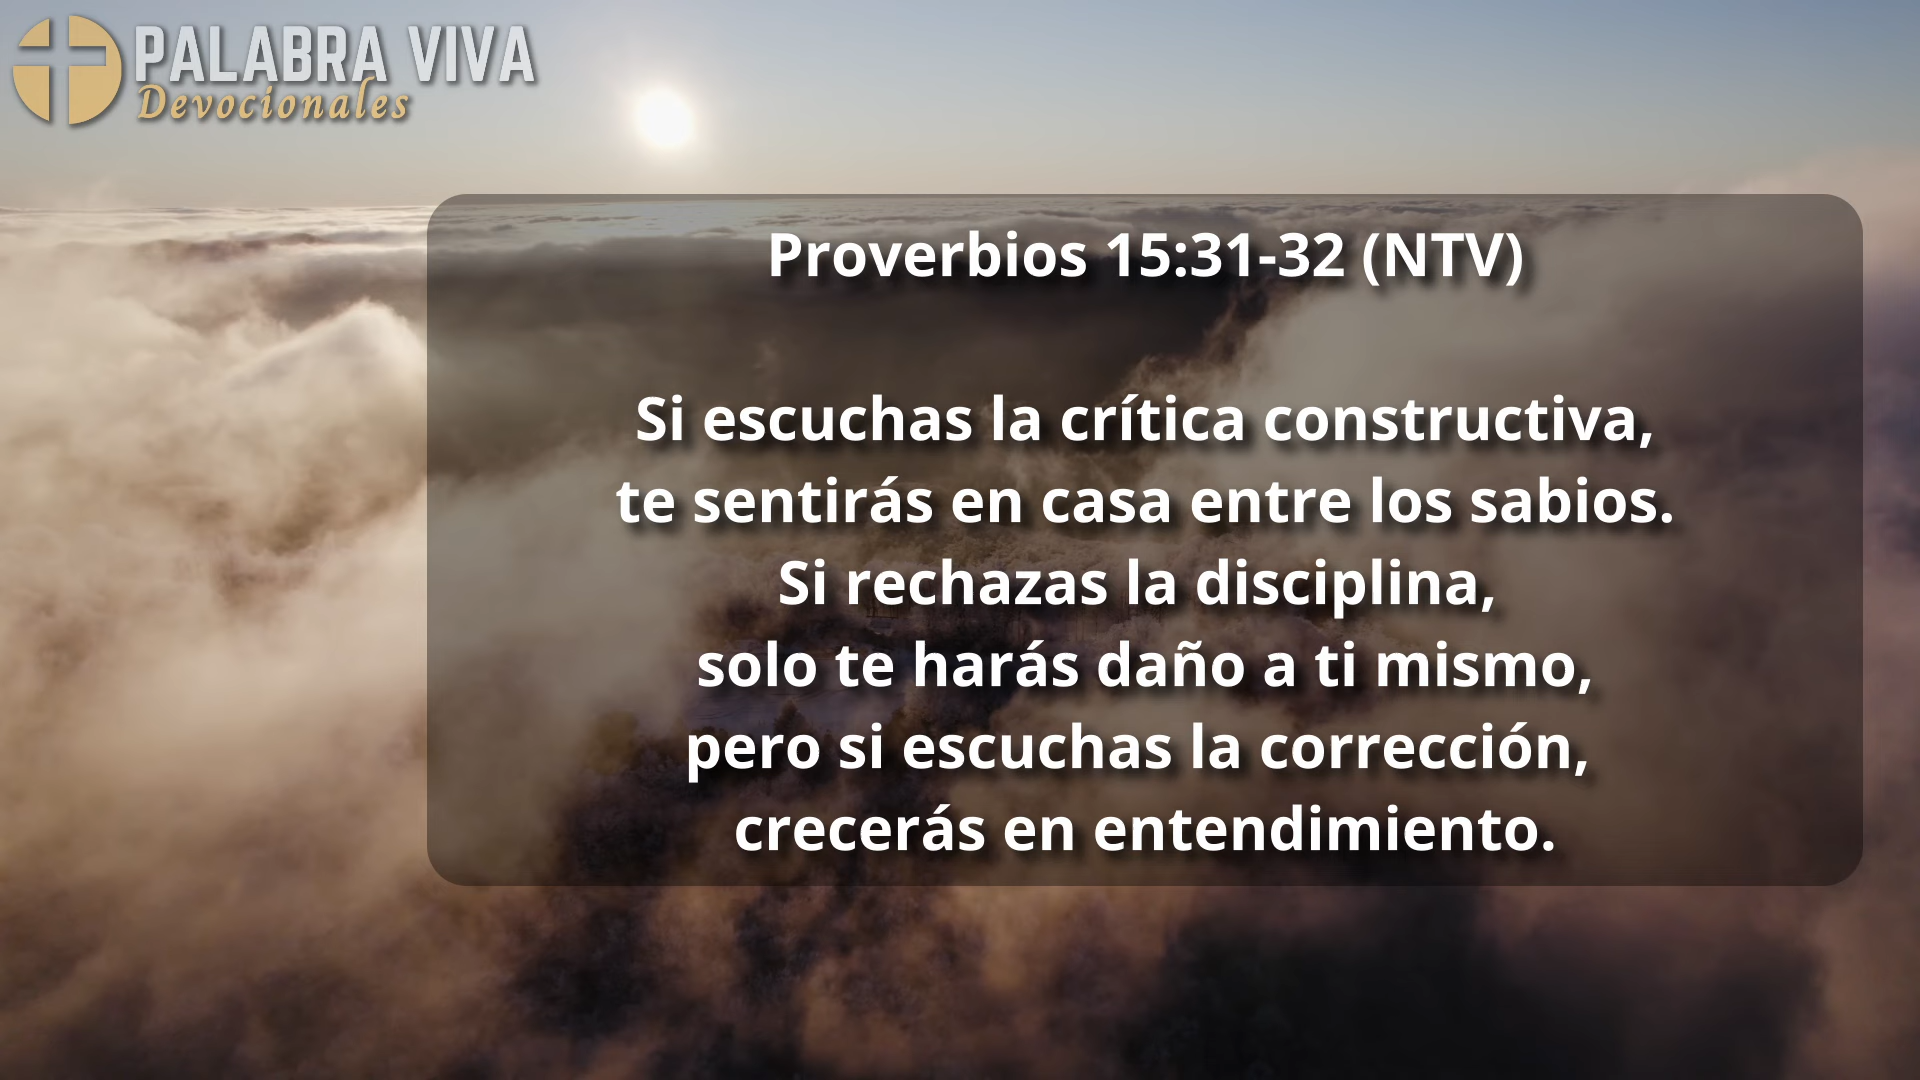 PALABRA VIVA
Devocionales
Proverbios 15:31-32 (NTV)
Si escuchas la crítica constructiva,
te sentirás en casa entre los sabios.
Si rechazas la disciplina,
solo te harás daño a ti mismo,
pero si escuchas la corrección,
crecerás en entendimiento.